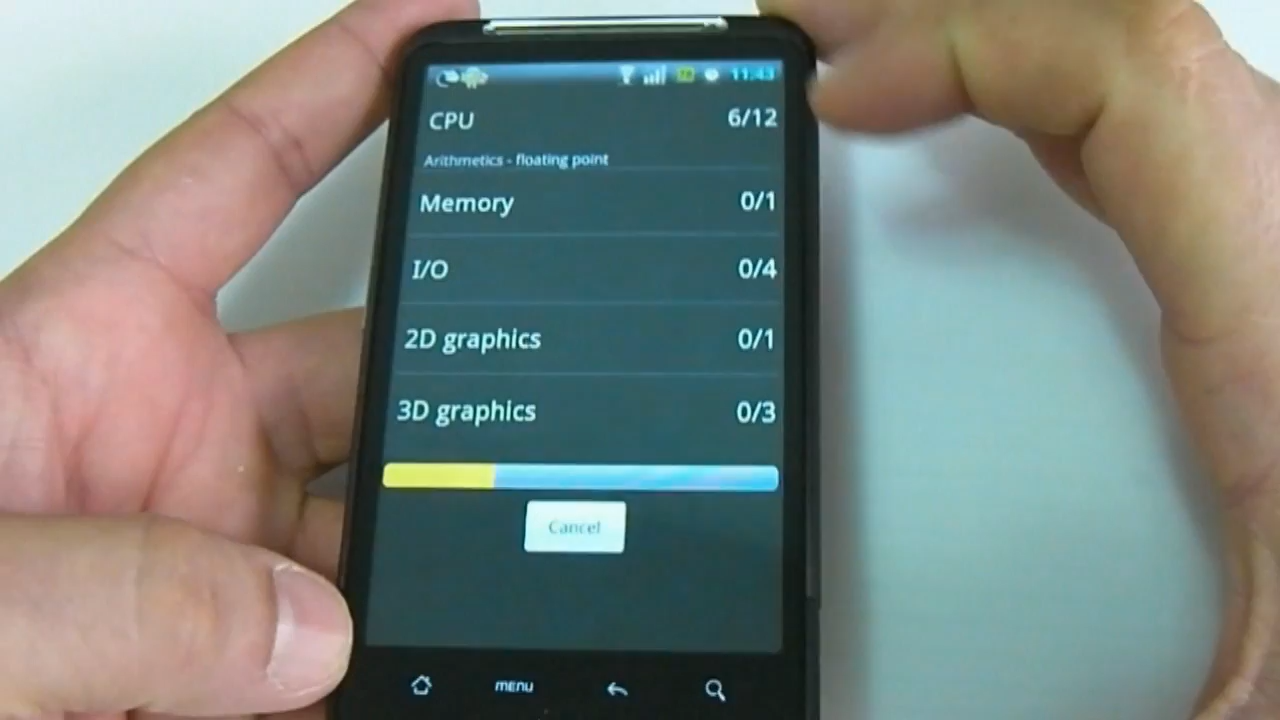 11:43
CPU 6/12
Arithmetics - floating point
Memory 0/1
I/O 0/4
2D graphics 0/1
3D graphics 0/3
Cancel
menu